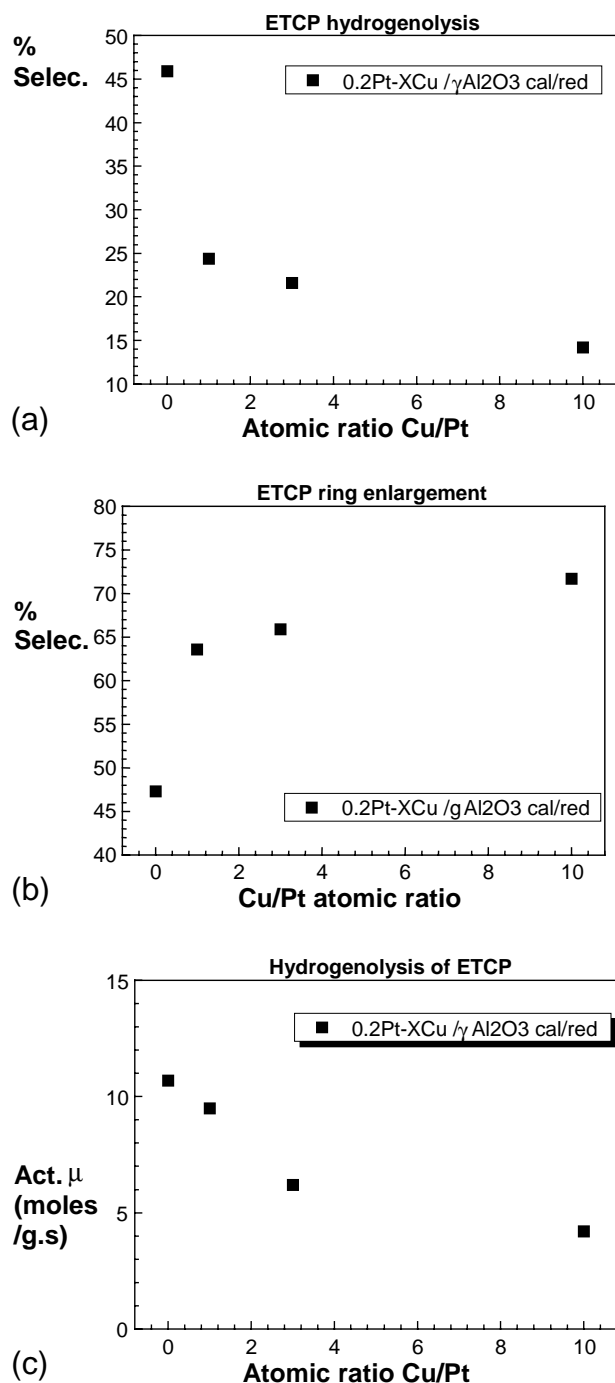 ETCP hydrogenolysis
%
Selec.
50
45
40
35
30
25
20
15
10
0.2Pt-XCu /γAl2O3 cal/red
0 2 4 6 8 10
Atomic ratio Cu/Pt
(a)
ETCP ring enlargement
%
Selec.
80
75
70
65
60
55
50
45
40
0.2Pt-XCu /gAl2O3 cal/red
0 2 4 6 8 10
Cu/Pt atomic ratio
(b)
Hydrogenolysis of ETCP
Act. μ
(moles
/g.s)
15
10
5
0
0.2Pt-XCu /γAl2O3 cal/red
0 2 4 6 8 10
Atomic ratio Cu/Pt
(c)